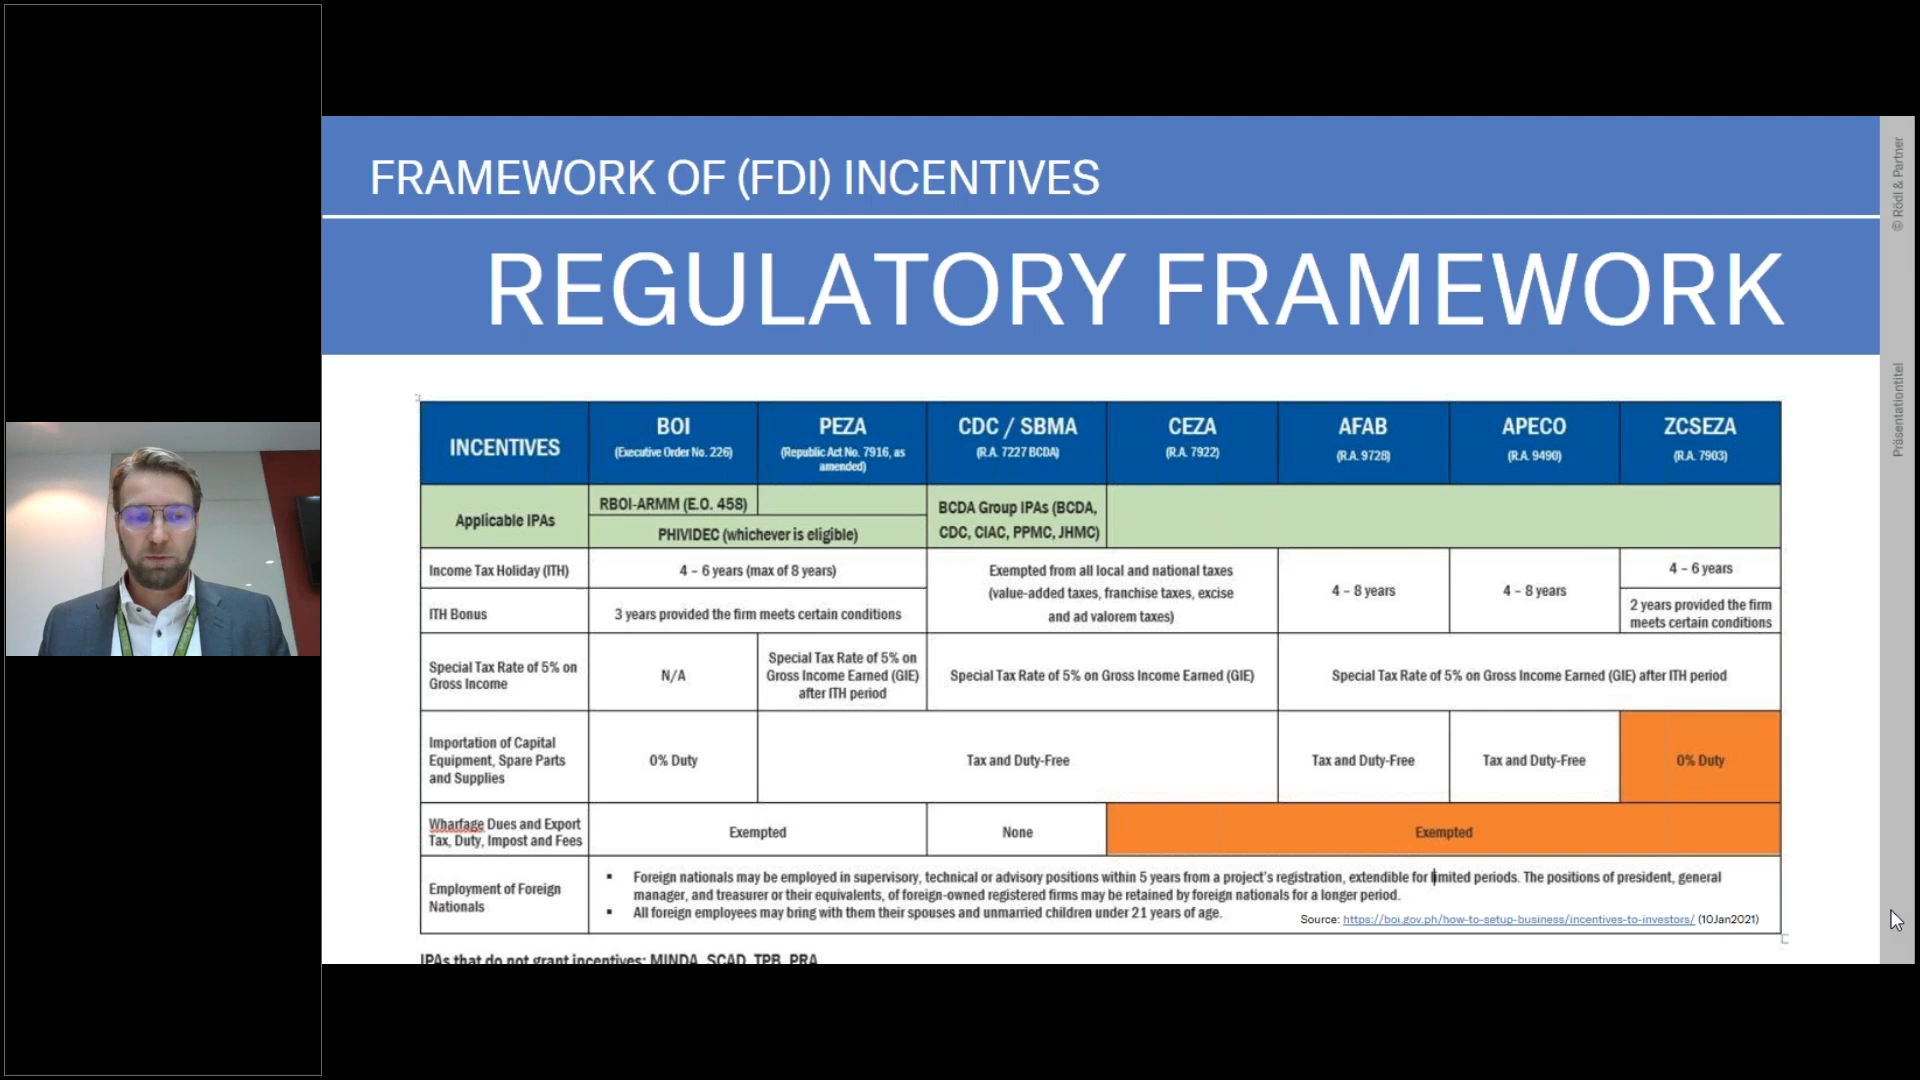 FRAMEWORK OF (FDI) INCENTIVES
REGULATORY FRAMEWORK
© Rödl & Partner
Präsentationtitel
INCENTIVES
BOI
(Executive Order No. 226)
PEZA
(Republic Act No. 7916, as
amended)
CDC / SBMA
(R.A. 7227 BCDA)
CEZA
(R.A. 7922)
AFAB
(R.A. 9728)
APECO
(R.A. 9490)
ZCSEZA
(R.A. 7903)
Applicable IPAs
RBOI-ARMM (E.O. 458)
PHIVIDEC (whichever is eligible)
BCDA Group IPAs (BCDA,
CDC, CIAC, PPMC, JHMC)
Income Tax Holiday (ITH)
4 – 6 years (max of 8 years)
Exempted from all local and national taxes
(value-added taxes, franchise taxes, excise
and ad valorem taxes)
4 – 8 years
4 – 8 years
4 – 6 years
ITH Bonus
3 years provided the firm meets certain conditions
2 years provided the firm
meets certain conditions
Special Tax Rate of 5% on
Gross Income
N/A
Special Tax Rate of 5% on
Gross Income Earned (GIE)
after ITH period
Special Tax Rate of 5% on Gross Income Earned (GIE)
Special Tax Rate of 5% on Gross Income Earned (GIE) after ITH period
Importation of Capital
Equipment, Spare Parts
and Supplies
0% Duty
Tax and Duty-Free
Tax and Duty-Free
Tax and Duty-Free
0% Duty
Wharfage Dues and Export
Tax, Duty, Impost and Fees
Exempted
None
Exempted
Employment of Foreign
Nationals
▪ Foreign nationals may be employed in supervisory, technical or advisory positions within 5 years from a project's registration, extendible for limited periods. The positions of president, general
manager, and treasurer or their equivalents, of foreign-owned registered firms may be retained by foreign nationals for a longer period.
▪ All foreign employees may bring with them their spouses and unmarried children under 21 years of age.
Source: https://boi.gov.ph/how-to-setup-business/incentives-to-investors/ (10Jan2021)
IPAs that do not grant incentives: MINDA, SCAD, TPB, PRA